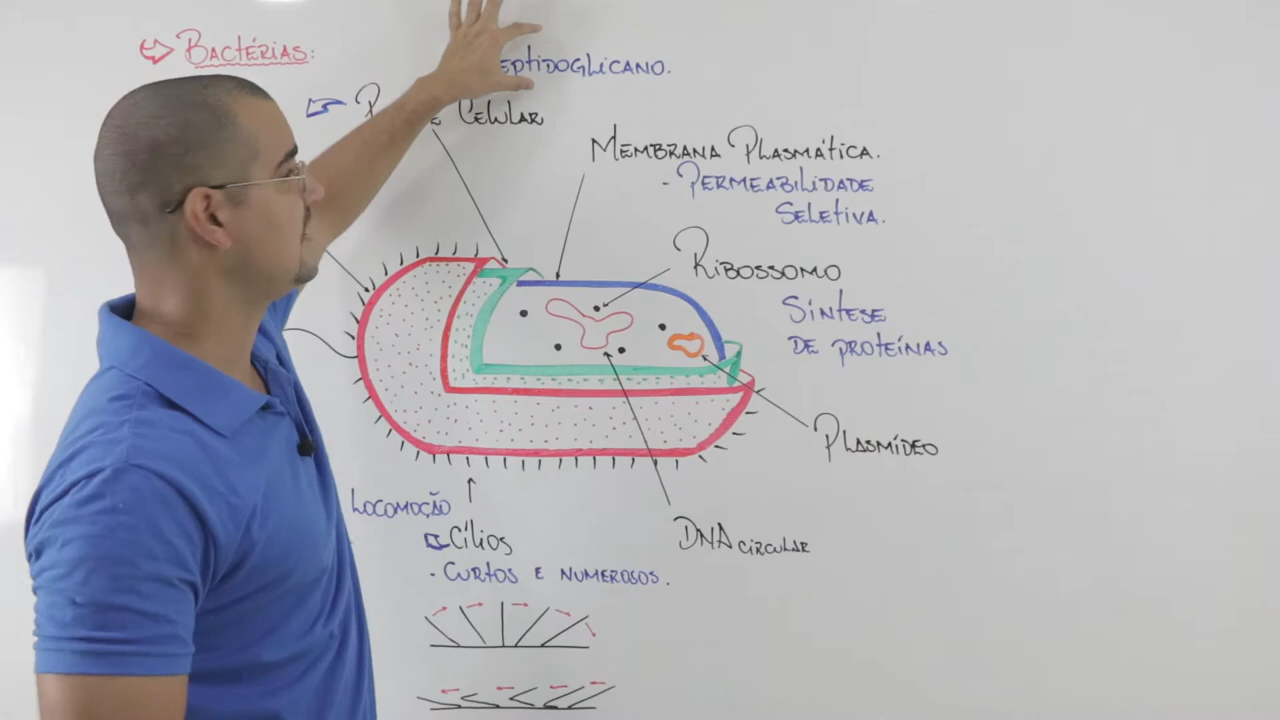 Bactérias:
eptidoglicano.
Celular
Membrana Plasmática.
- Permeabilidade
Seletiva.
Ribossomo
Síntese
de proteínas
Plasmídeo
Locomoção
Cílios
DNA circular
- Curtos e numerosos.